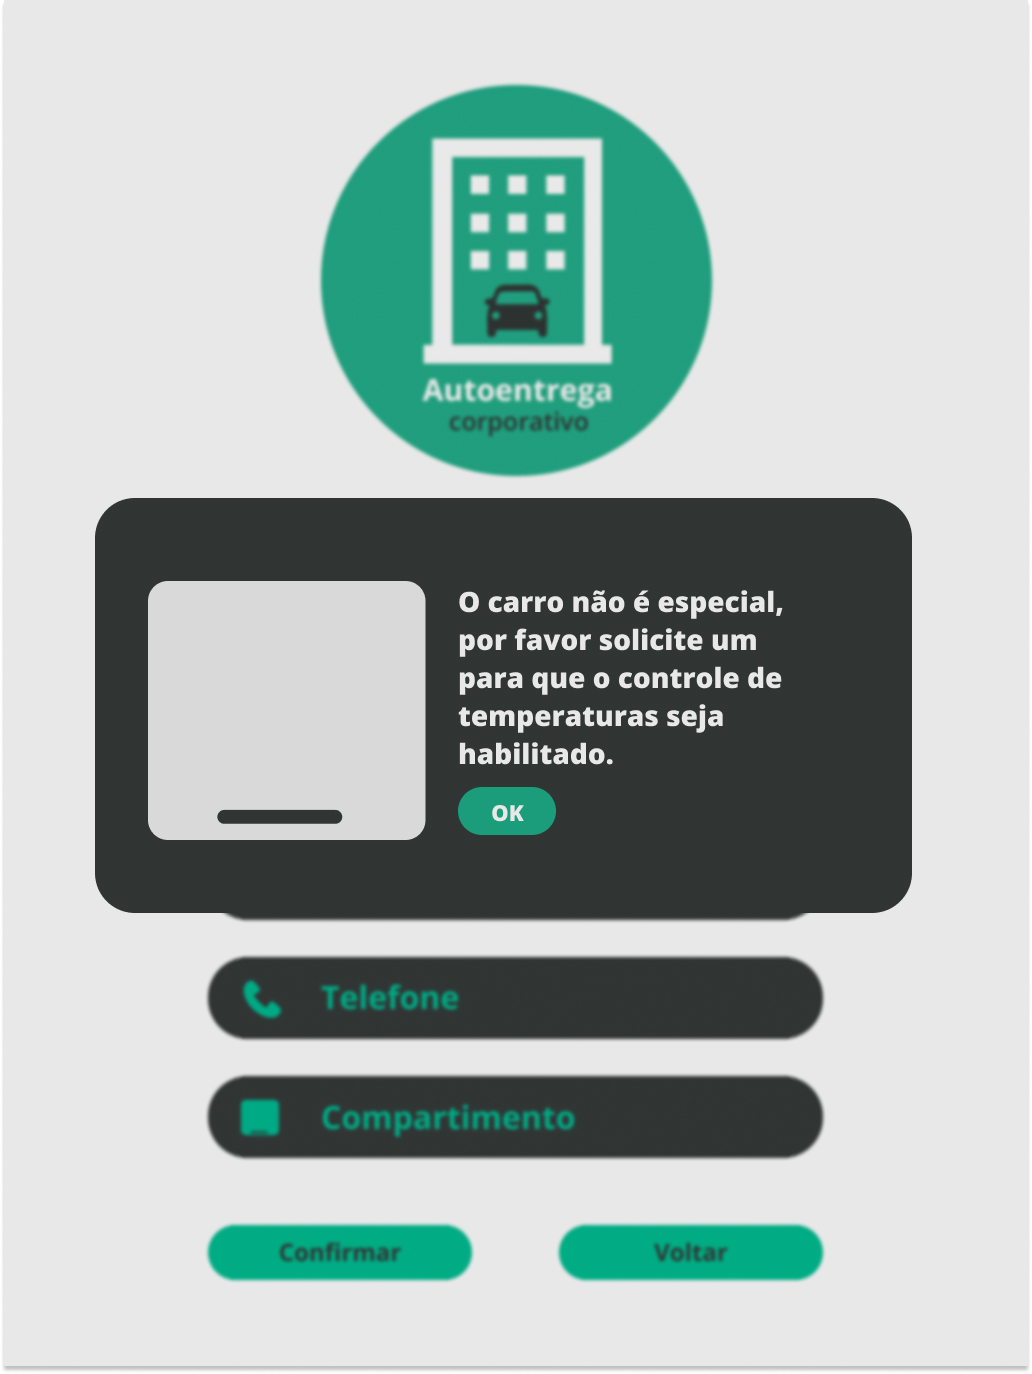 Autoentrega
corporativo
O carro não é especial,
por favor solicite um
para que o controle de
temperaturas seja
habilitado.
OK
Telefone
Compartimento
Confirmar
Voltar